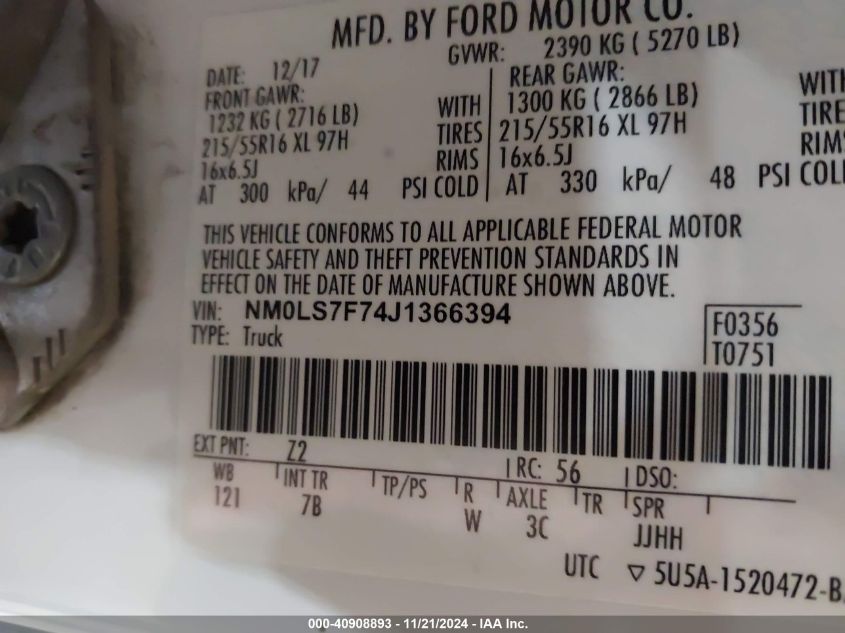 MFD. BY FORD MOTOR CO.
DATE: 12/17 GVWR: 2390 KG ( 5270 LB)
FRONT GAWR: REAR GAWR:
1232 KG ( 2716 LB) WITH 1300 KG ( 2866 LB) WITH
215/55R16 XL 97H TIRES 215/55R16 XL 97H TIRES
16x6.5J RIMS 16x6.5J RIMS
AT 300 kPa/ 44 PSI COLD AT 330 kPa/ 48 PSI COLD
THIS VEHICLE CONFORMS TO ALL APPLICABLE FEDERAL MOTOR
VEHICLE SAFETY AND THEFT PREVENTION STANDARDS IN
EFFECT ON THE DATE OF MANUFACTURE SHOWN ABOVE.
VIN: NM0LS7F74J1366394 F0356
TYPE: Truck T0751
EXT PNT: Z2 RC: 56 DSO:
WB INT TR TP/PS R AXLE TR SPR
121 7B W 3C JJHH
UTC ▽ 5U5A-1520472-B
000-40908893 — 11/21/2024 — IAA Inc.